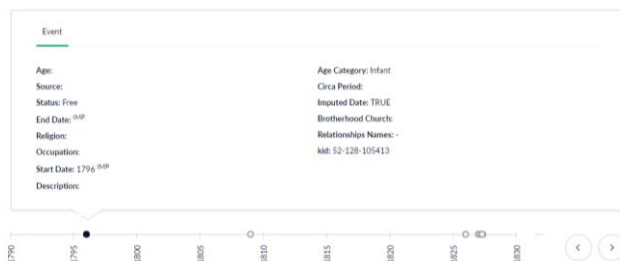 Event
Age:
Source:
Status: Free
End Date: IMP
Religion:
Occupation:
Start Date: 1796 IMP
Description:
Age Category: Infant
Circa Period:
Imputed Date: TRUE
Brotherhood Church:
Relationships Names: -
kid: 52-128-105413
1790
1795
1800
1805
1810
1815
1820
1825
1830